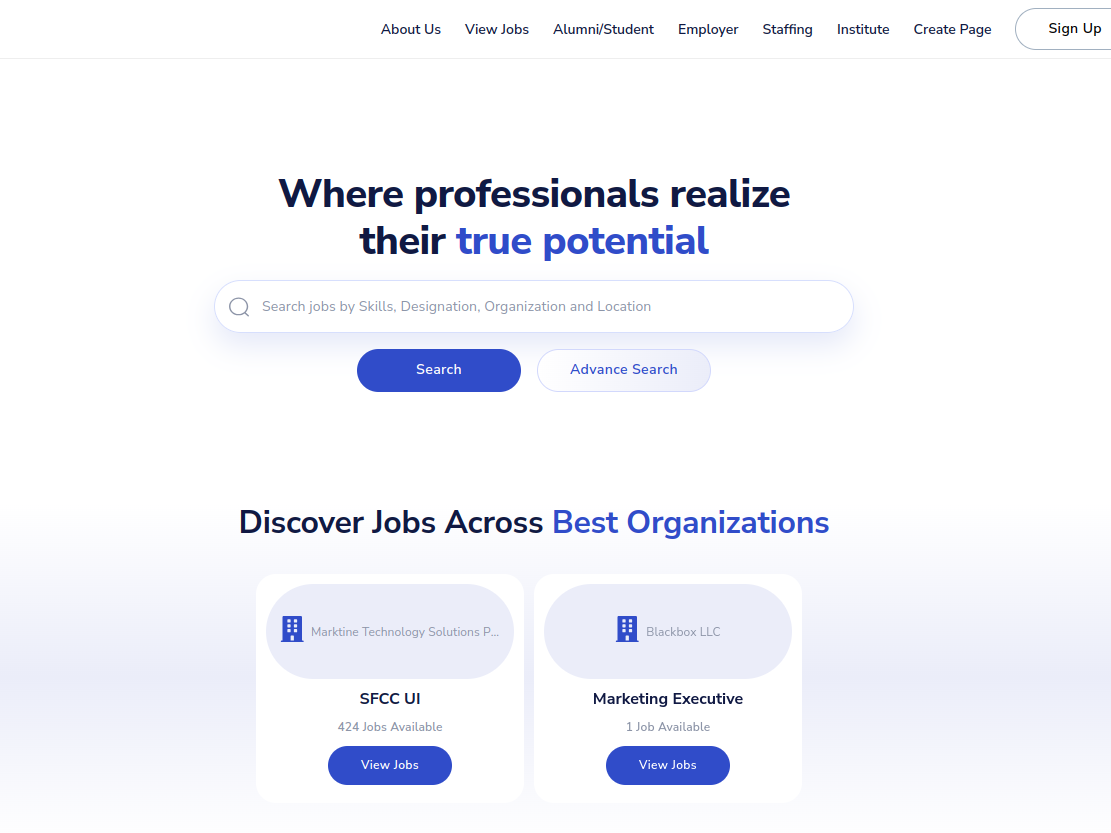 About Us View Jobs Alumni/Student Employer Staffing Institute Create Page Sign Up
Where professionals realize
their true potential
Search jobs by Skills, Designation, Organization and Location
Search Advance Search
Discover Jobs Across Best Organizations
Marktine Technology Solutions P...
SFCC UI
424 Jobs Available
View Jobs
Blackbox LLC
Marketing Executive
1 Job Available
View Jobs